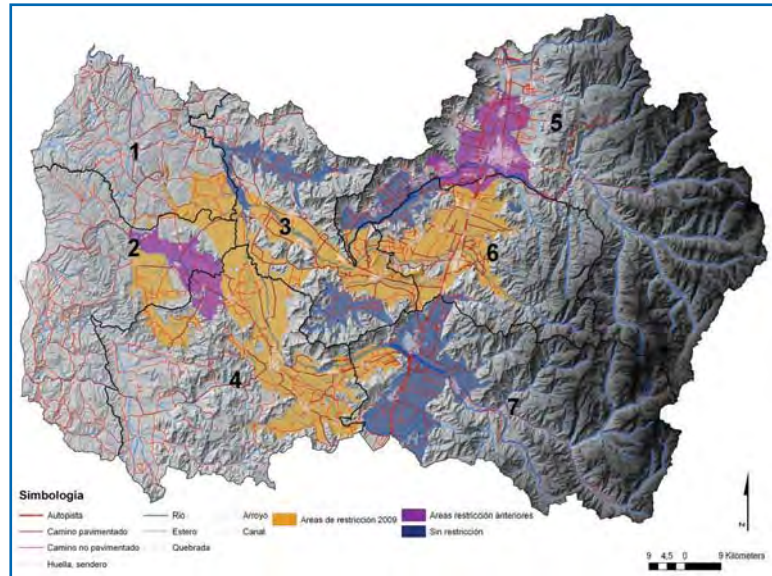 1
5
3
2
6
4
7
Simbología
Autopista
Camino pavimentado
Camino no pavimentado
Huella, sendero
Río
Estero
Quebrada
Arroyo
Canal
Areas de restricción 2009
Areas restricción anteriores
Sin restricción
N
9 4,5 0 9 Kilometers